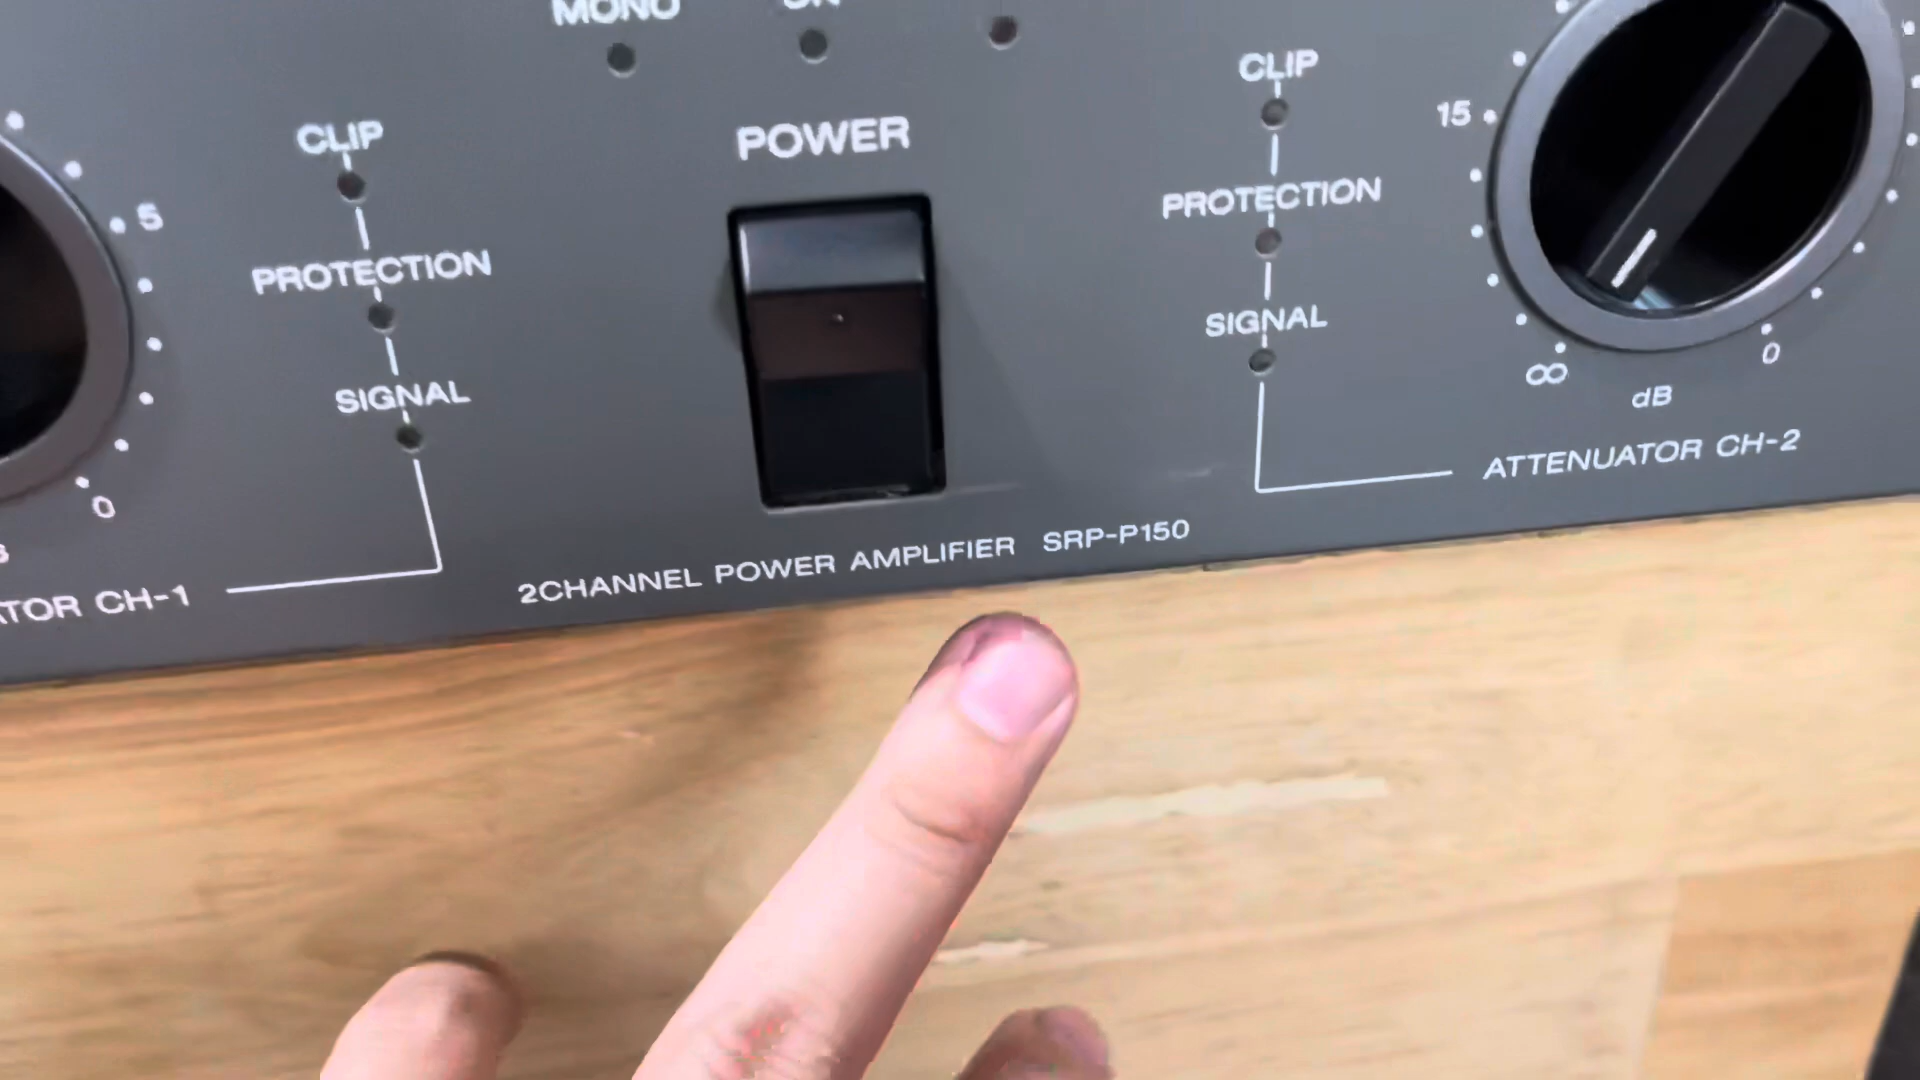 MONO
POWER
CLIP
PROTECTION
SIGNAL
5
0
CH-1
CLIP
PROTECTION
SIGNAL
15
∞
0
dB
ATTENUATOR CH-2
2CHANNEL POWER AMPLIFIER SRP-P150